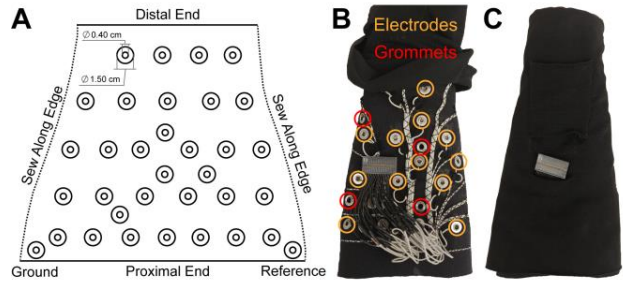 A
Distal End
∅ 0.40 cm
∅ 1.50 cm
Sew Along Edge
Sew Along Edge
Ground
Proximal End
Reference
B
Electrodes
Grommets
C